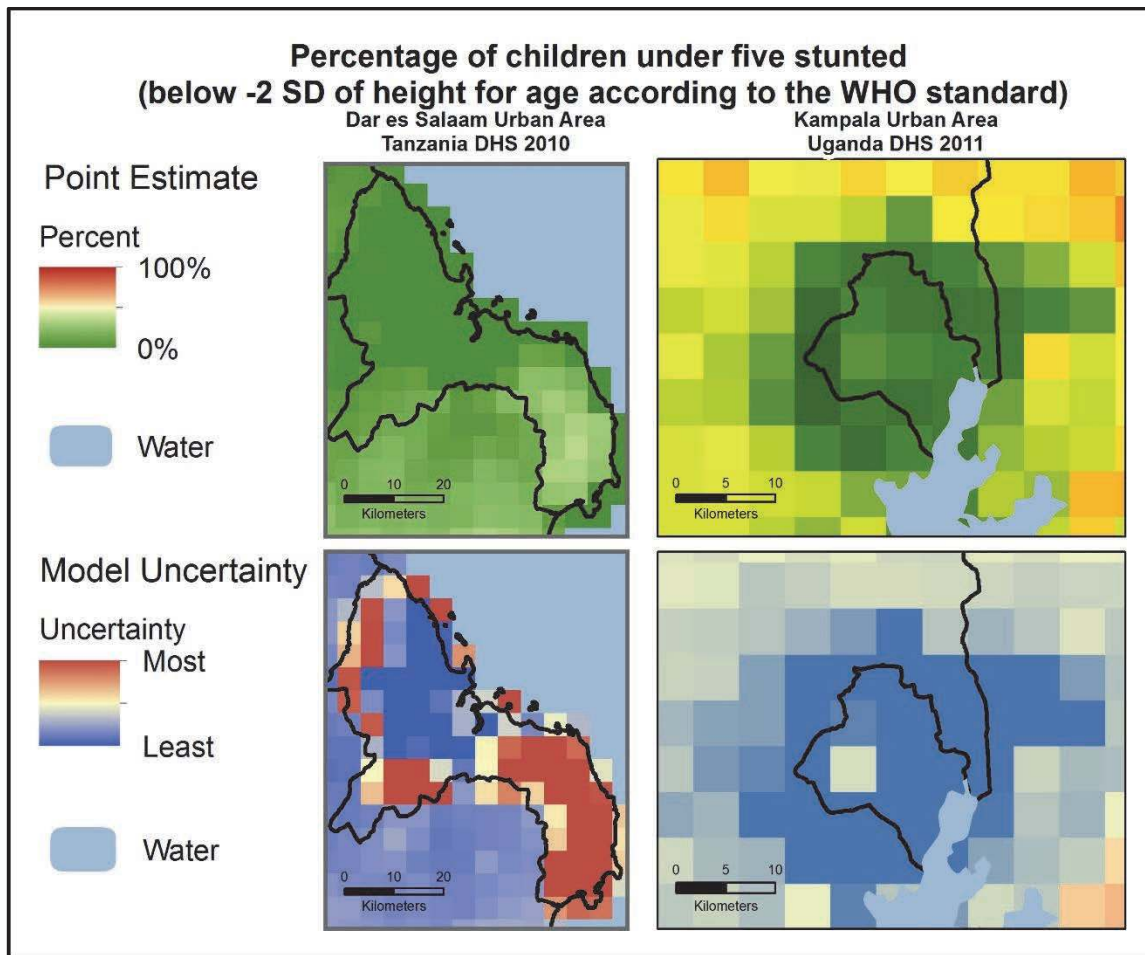 Percentage of children under five stunted
(below -2 SD of height for age according to the WHO standard)
Dar es Salaam Urban Area
Tanzania DHS 2010
Kampala Urban Area
Uganda DHS 2011
Point Estimate
Percent
100%
0%
Water
0 10 20
Kilometers
0 5 10
Kilometers
Model Uncertainty
Uncertainty
Most
Least
Water
0 10 20
Kilometers
0 5 10
Kilometers